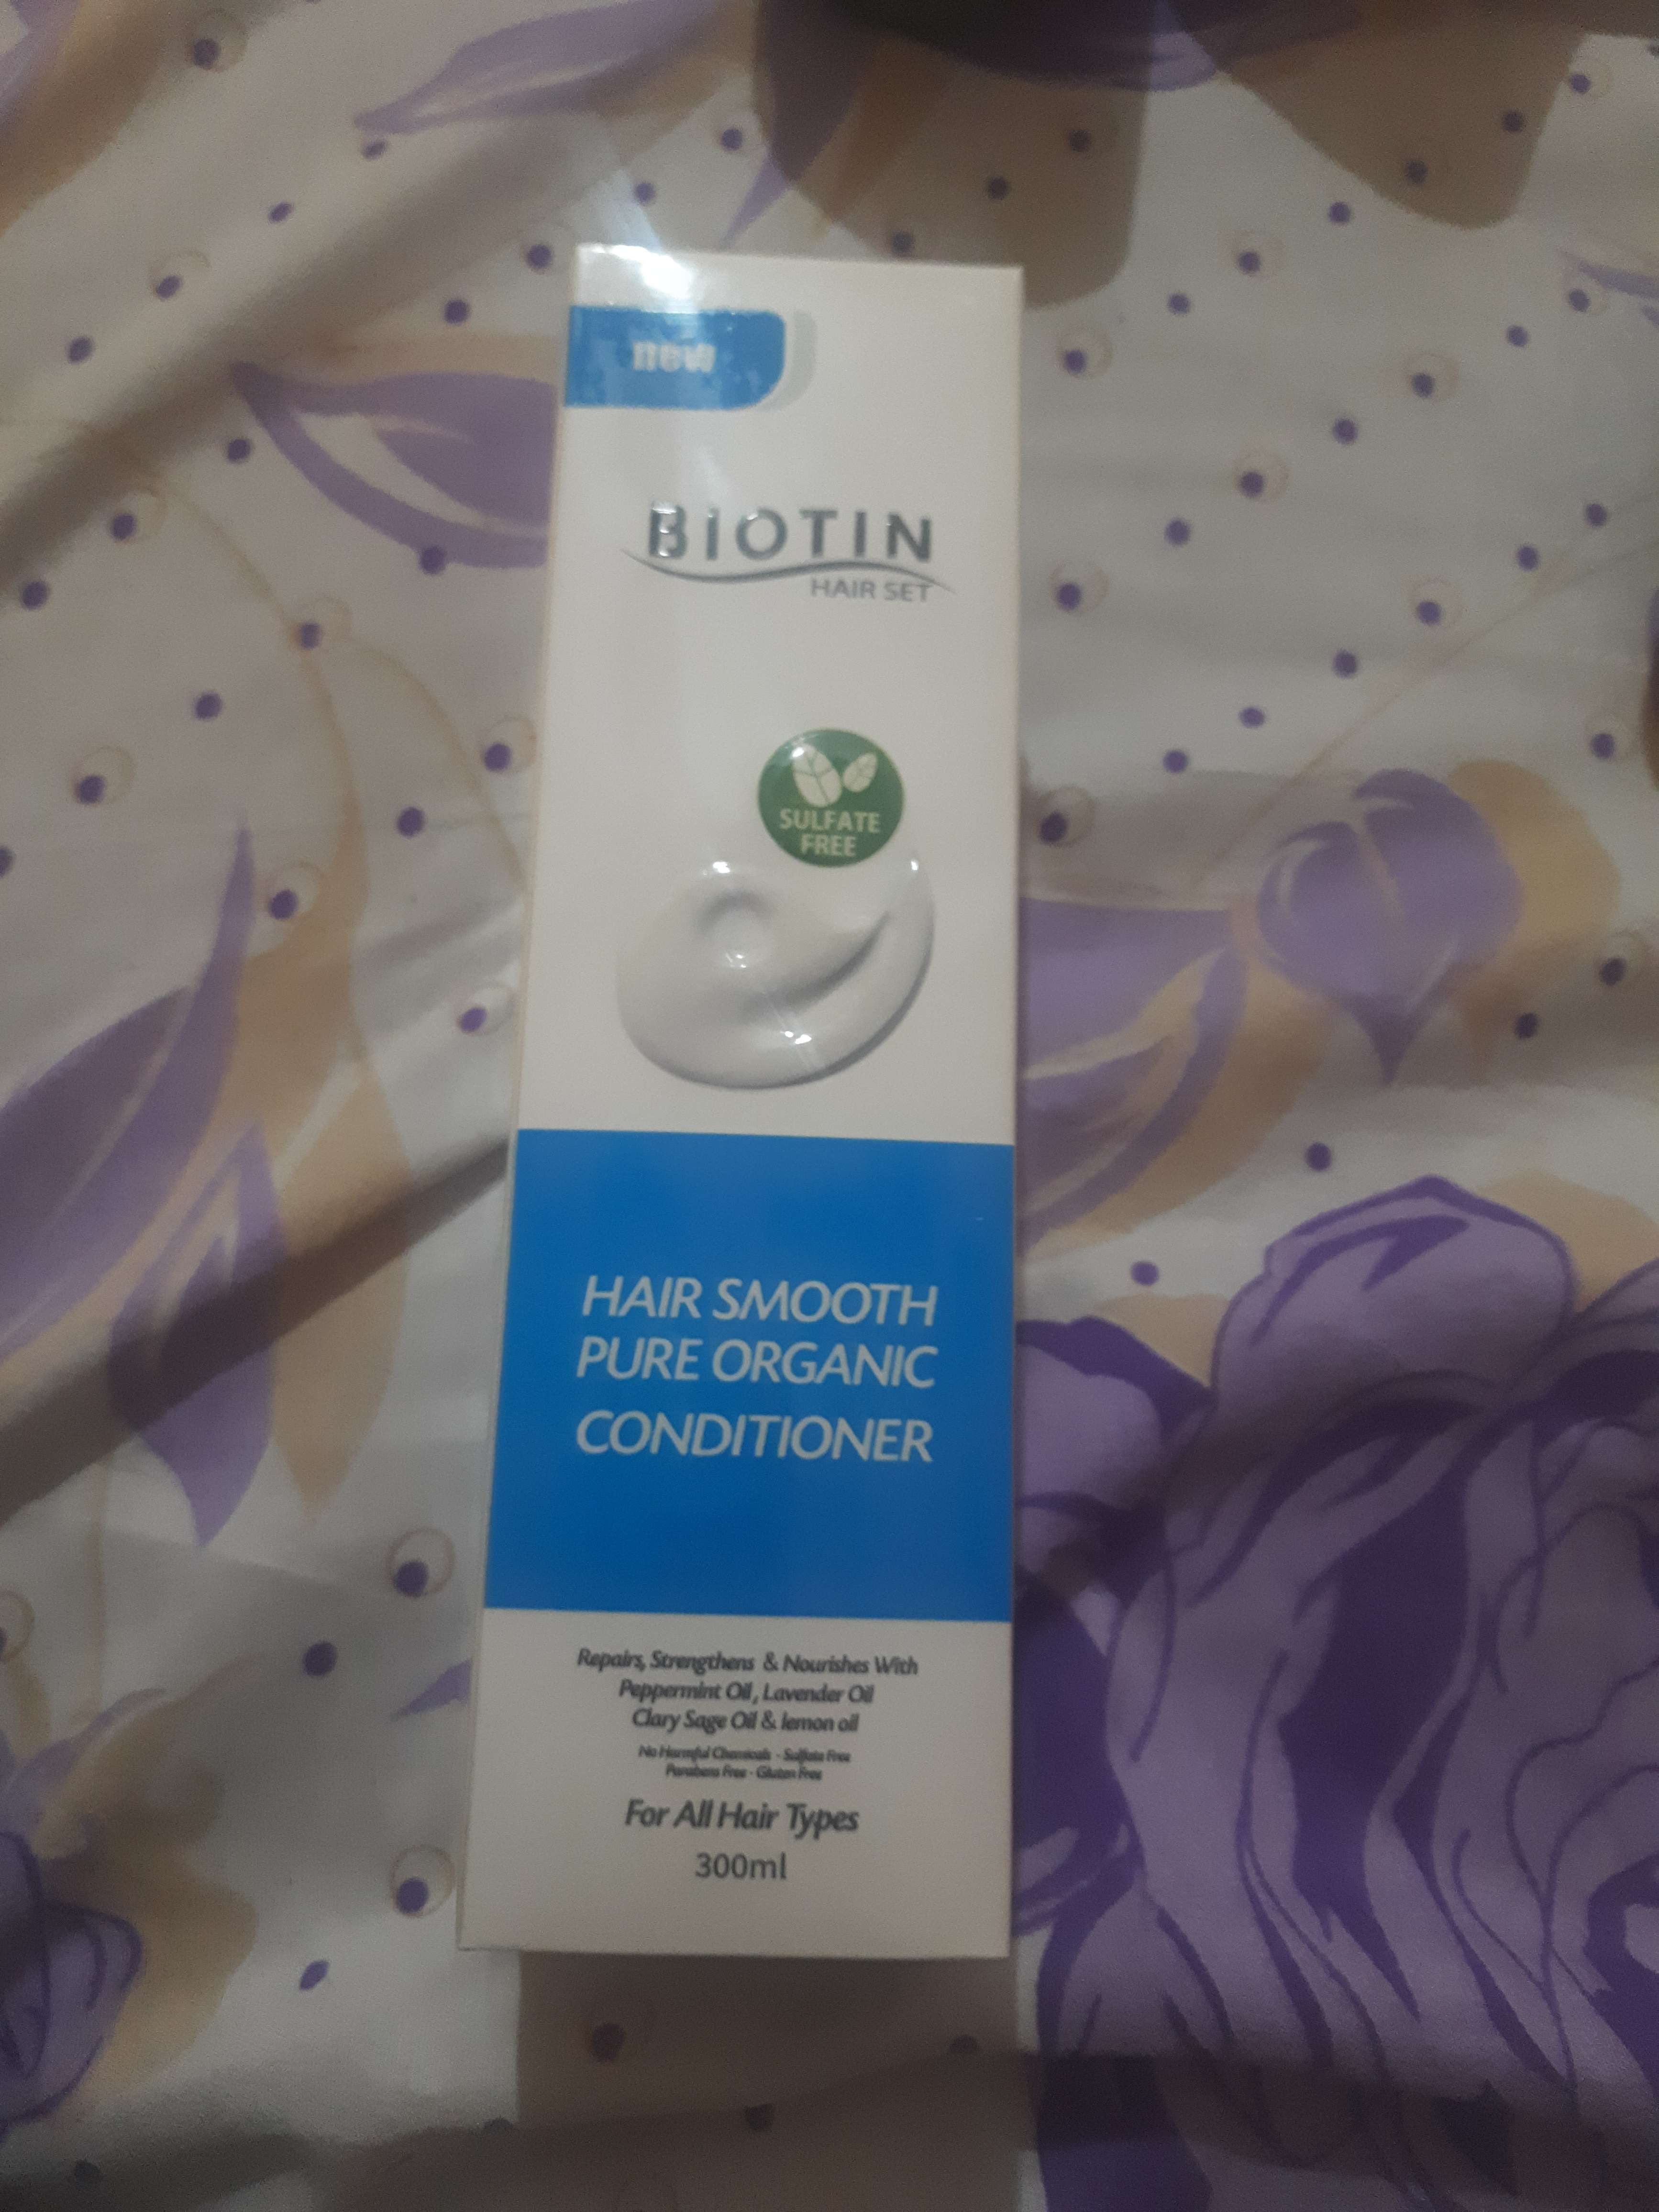 new
BIOTIN
HAIR SET
SULFATE
FREE
HAIR SMOOTH
PURE ORGANIC
CONDITIONER
Repairs, Strengthens & Nourishes With
Peppermint Oil, Lavender Oil
Clary Sage Oil & lemon oil
No Harmful Chemicals - Sulfate Free
Parabens Free - Gluten Free
For All Hair Types
300ml